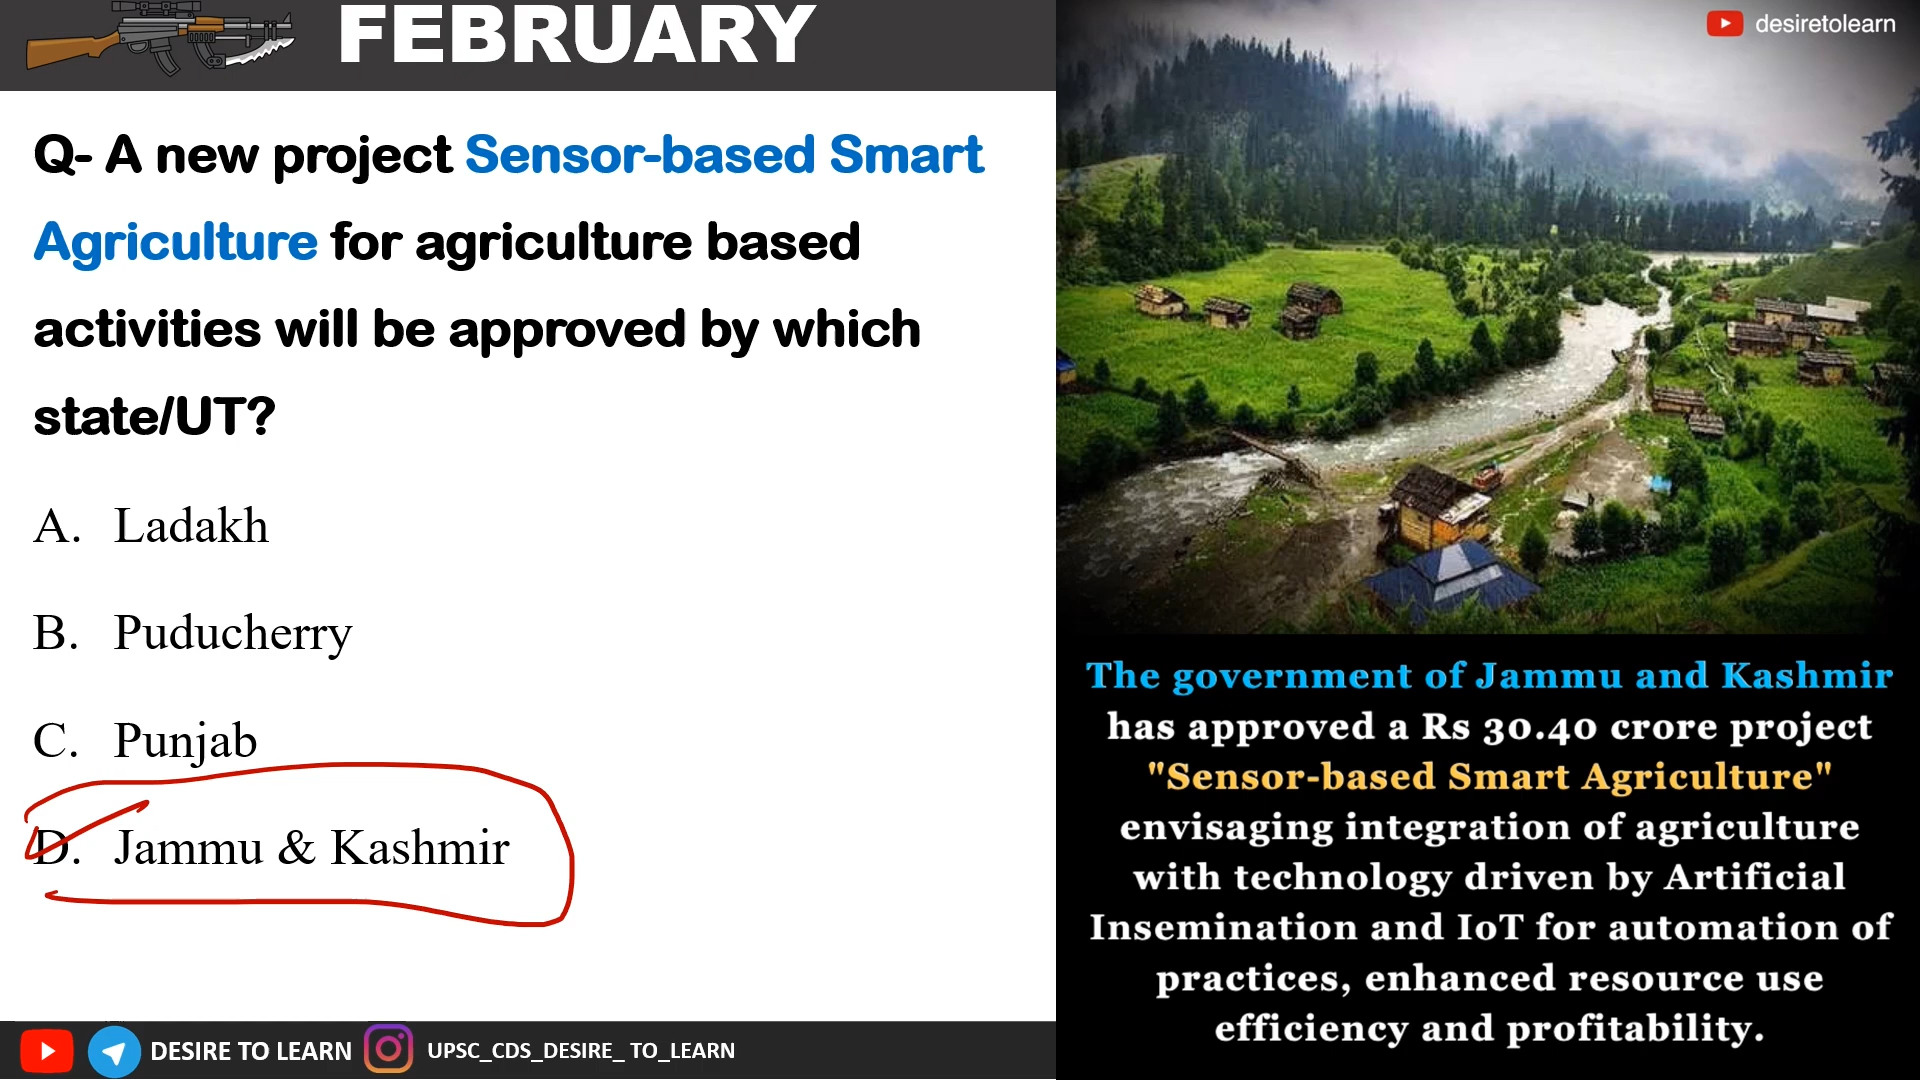 FEBRUARY
Q- A new project Sensor-based Smart
Agriculture for agriculture based
activities will be approved by which
state/UT?
A. Ladakh
B. Puducherry
C. Punjab
D. Jammu & Kashmir
DESIRE TO LEARN
UPSC_CDS_DESIRE_ TO_LEARN
desiretolearn
The government of Jammu and Kashmir
has approved a Rs 30.40 crore project
"Sensor-based Smart Agriculture"
envisaging integration of agriculture
with technology driven by Artificial
Insemination and IoT for automation of
practices, enhanced resource use
efficiency and profitability.